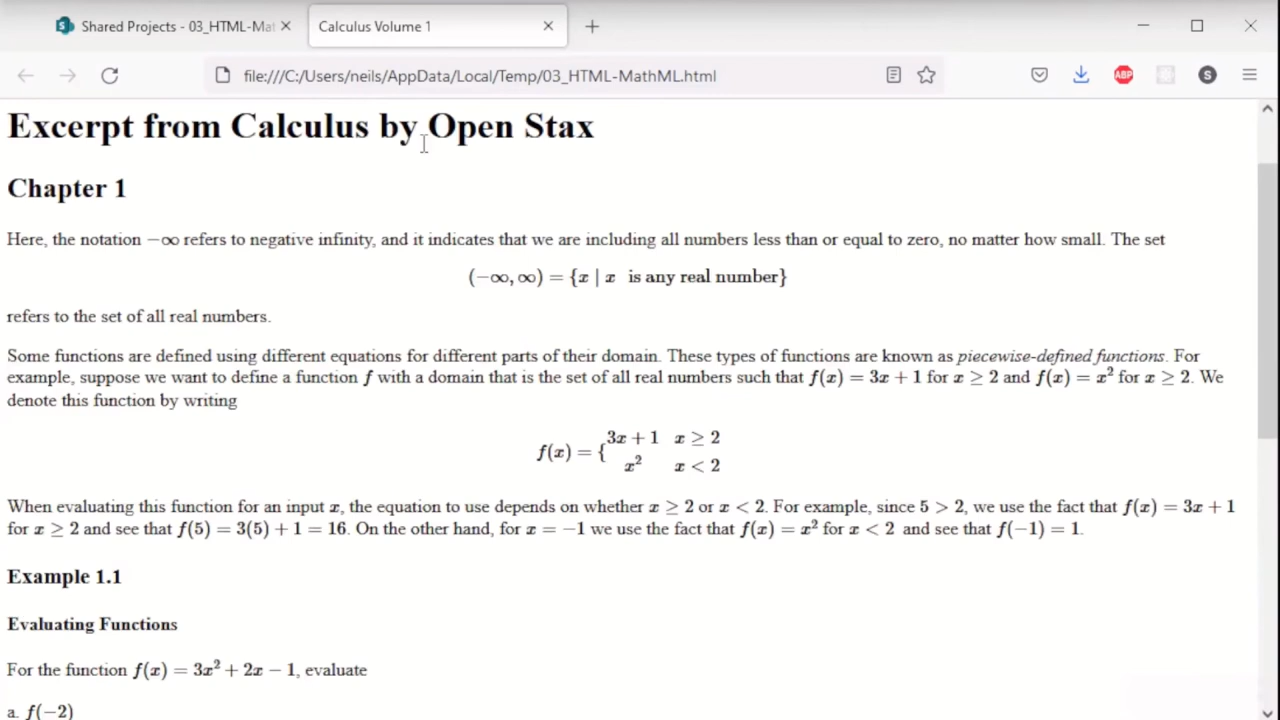 Shared Projects - 03_HTML-Mat
Calculus Volume 1
file:///C:/Users/neils/AppData/Local/Temp/03_HTML-MathML.html
ABP
S
Excerpt from Calculus by Open Stax
Chapter 1
Here, the notation −∞ refers to negative infinity, and it indicates that we are including all numbers less than or equal to zero, no matter how small. The set
(−∞, ∞) = {x | x is any real number}
refers to the set of all real numbers.
Some functions are defined using different equations for different parts of their domain. These types of functions are known as piecewise-defined functions. For
example, suppose we want to define a function f with a domain that is the set of all real numbers such that f(x) = 3x + 1 for x ≥ 2 and f(x) = x² for x ≥ 2. We
denote this function by writing
f(x) = { 3x + 1 x ≥ 2
x² x < 2
When evaluating this function for an input x, the equation to use depends on whether x ≥ 2 or x < 2. For example, since 5 > 2, we use the fact that f(x) = 3x + 1
for x ≥ 2 and see that f(5) = 3(5) + 1 = 16. On the other hand, for x = −1 we use the fact that f(x) = x² for x < 2 and see that f(−1) = 1.
Example 1.1
Evaluating Functions
For the function f(x) = 3x² + 2x − 1, evaluate
a. f(−2)